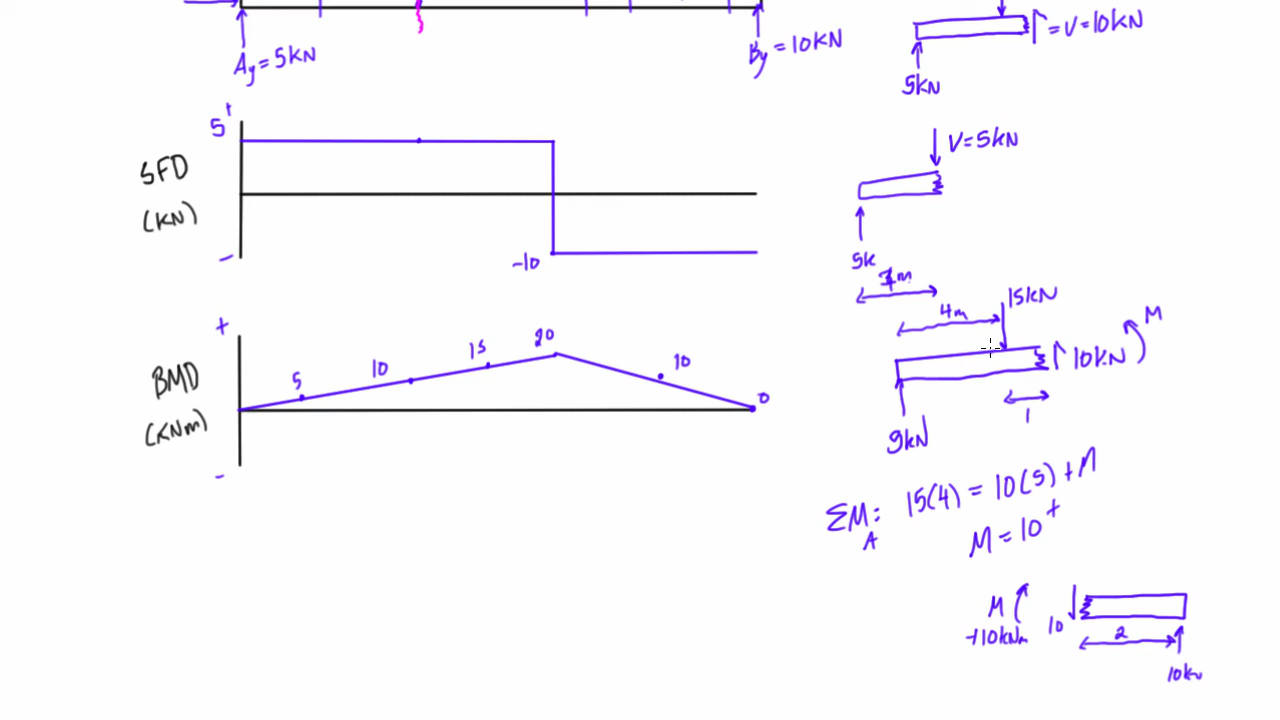 Ay = 5kN
By = 10KN
= V = 10KN
5kN
V = 5KN
5k
m
5
+
SFD
(KN)
-
-10
4m
15kN
M
10kN
1
9kN
+
BMD
(KNm)
-
5
10
15
20
10
0
ΣM:
A
15(4) = 10(5) + M
M = 10 +
M
+10kNm
10
2
10kN